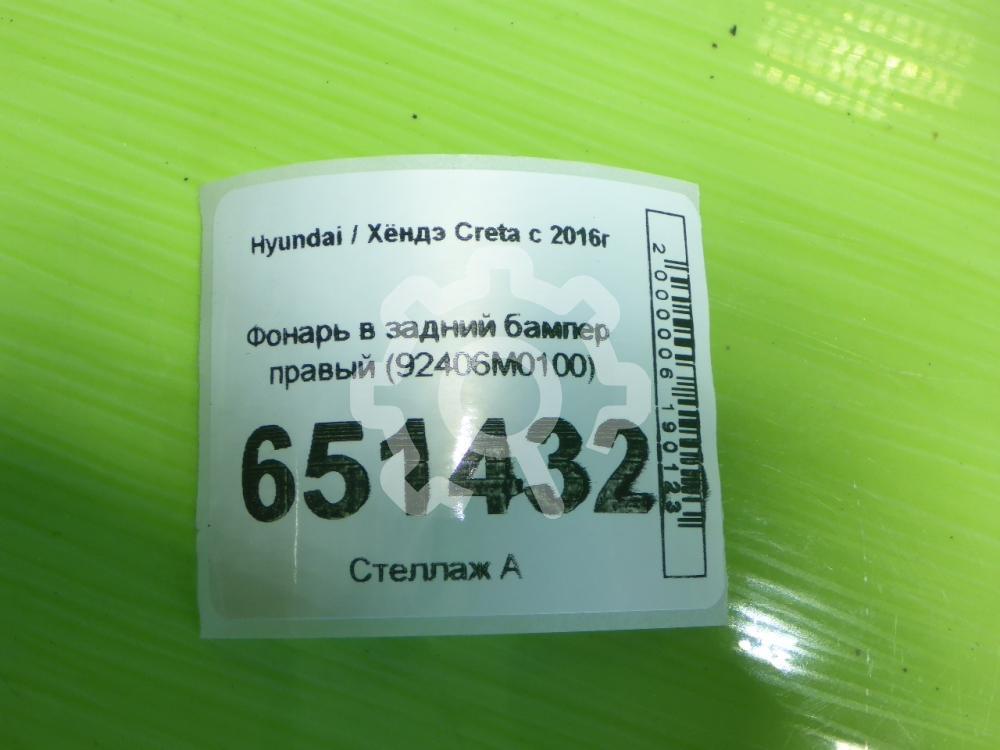 Hyundai / Хёндэ Creta с 2016г
Фонарь в задний бампер
правый (92406M0100)
651432
Стеллаж А
2000006190123